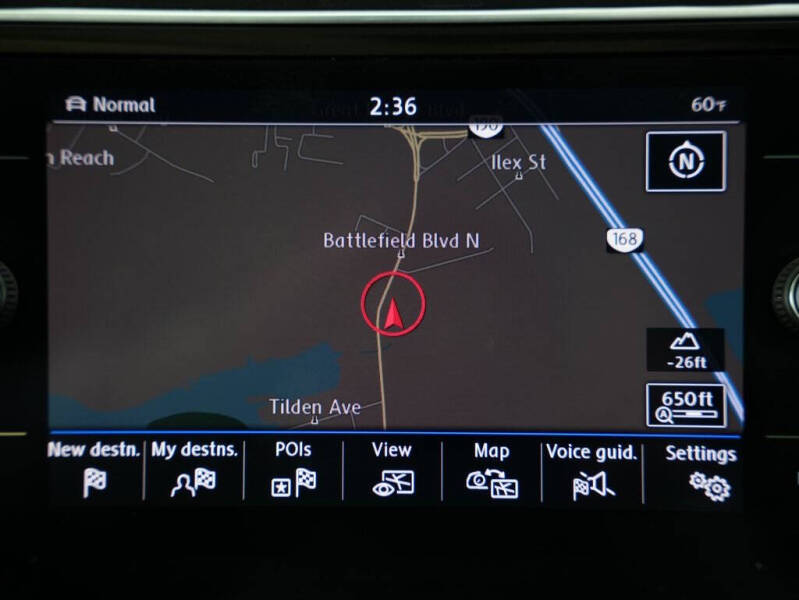 Normal
2:36
60°F
Reach
190
Ilex St
N
Battlefield Blvd N
168
-26ft
650ft
A
Tilden Ave
New destn.
My destns.
POIs
View
Map
Voice guid.
Settings